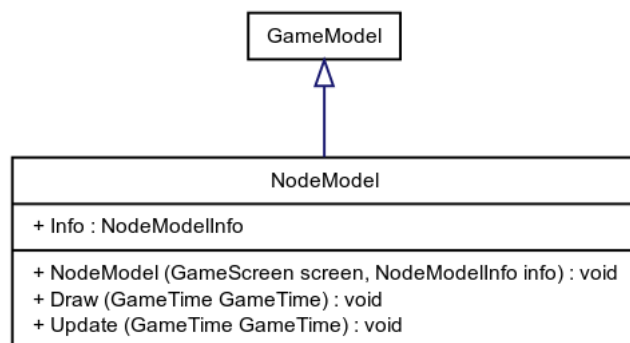 GameModel
NodeModel
+ Info : NodeModelInfo
+ NodeModel (GameScreen screen, NodeModelInfo info) : void
+ Draw (GameTime GameTime) : void
+ Update (GameTime GameTime) : void